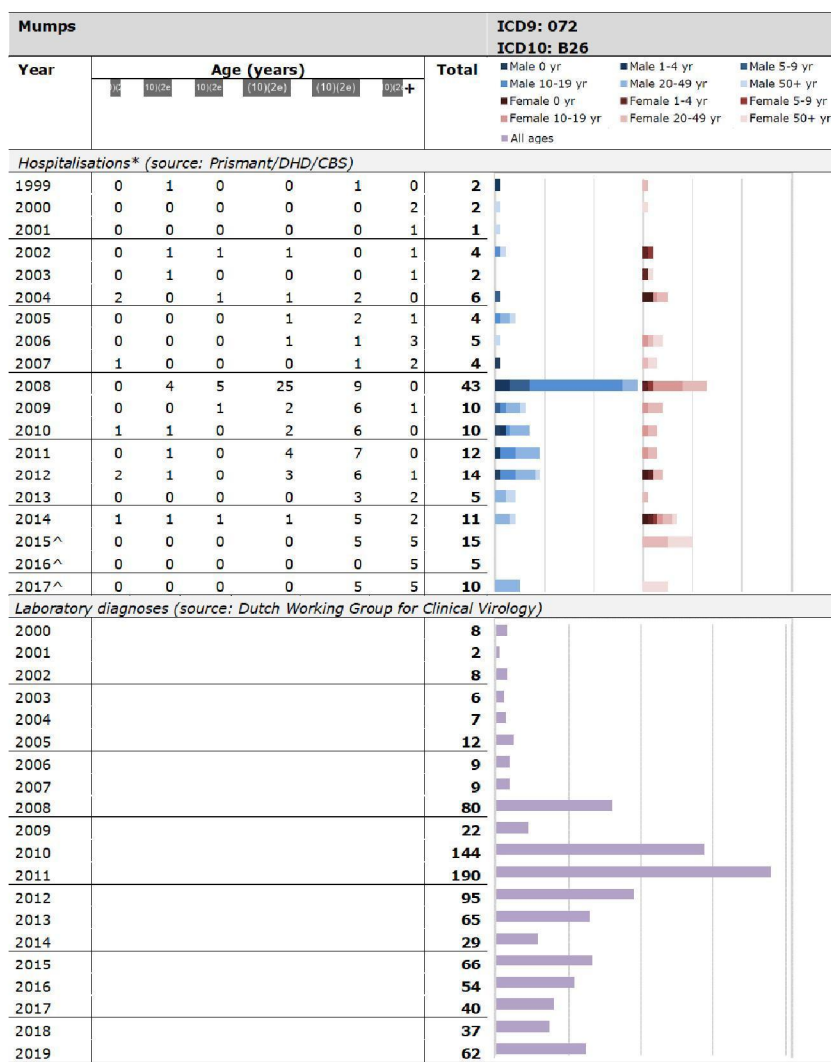 Mumps ICD9: 072
ICD10: B26
Year Age (years) Total
(10)(2e (10)(2e (10)(2e) (10)(2e) +
Male 0 yr Male 1-4 yr Male 5-9 yr
Male 10-19 yr Male 20-49 yr Male 50+ yr
Female 0 yr Female 1-4 yr Female 5-9 yr
Female 10-19 yr Female 20-49 yr Female 50+ yr
All ages
Hospitalisations* (source: Prismant/DHD/CBS)
1999 0 1 0 0 1 0 2
2000 0 0 0 0 0 2 2
2001 0 0 0 0 0 1 1
2002 0 1 1 1 0 1 4
2003 0 1 0 0 0 1 2
2004 2 0 1 1 2 0 6
2005 0 0 0 1 2 1 4
2006 0 0 0 1 1 3 5
2007 1 0 0 0 1 2 4
2008 0 4 5 25 9 0 43
2009 0 0 1 2 6 1 10
2010 1 1 0 2 6 0 10
2011 0 1 0 4 7 0 12
2012 2 1 0 3 6 1 14
2013 0 0 0 0 3 2 5
2014 1 1 1 1 5 2 11
2015^ 0 0 0 0 5 5 15
2016^ 0 0 0 0 0 5 5
2017^ 0 0 0 0 5 5 10
Laboratory diagnoses (source: Dutch Working Group for Clinical Virology)
2000 8
2001 2
2002 8
2003 6
2004 7
2005 12
2006 9
2007 9
2008 80
2009 22
2010 144
2011 190
2012 95
2013 65
2014 29
2015 66
2016 54
2017 40
2018 37
2019 62